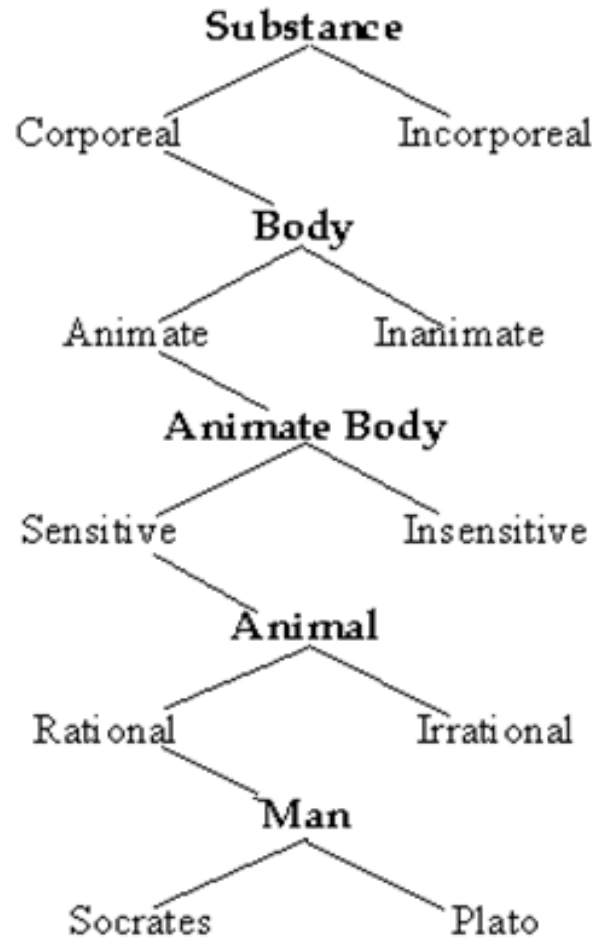 Substance
Corporeal Incorporeal
Body
Animate Inanimate
Animate Body
Sensitive Insensitive
Animal
Rational Irrational
Man
Socrates Plato